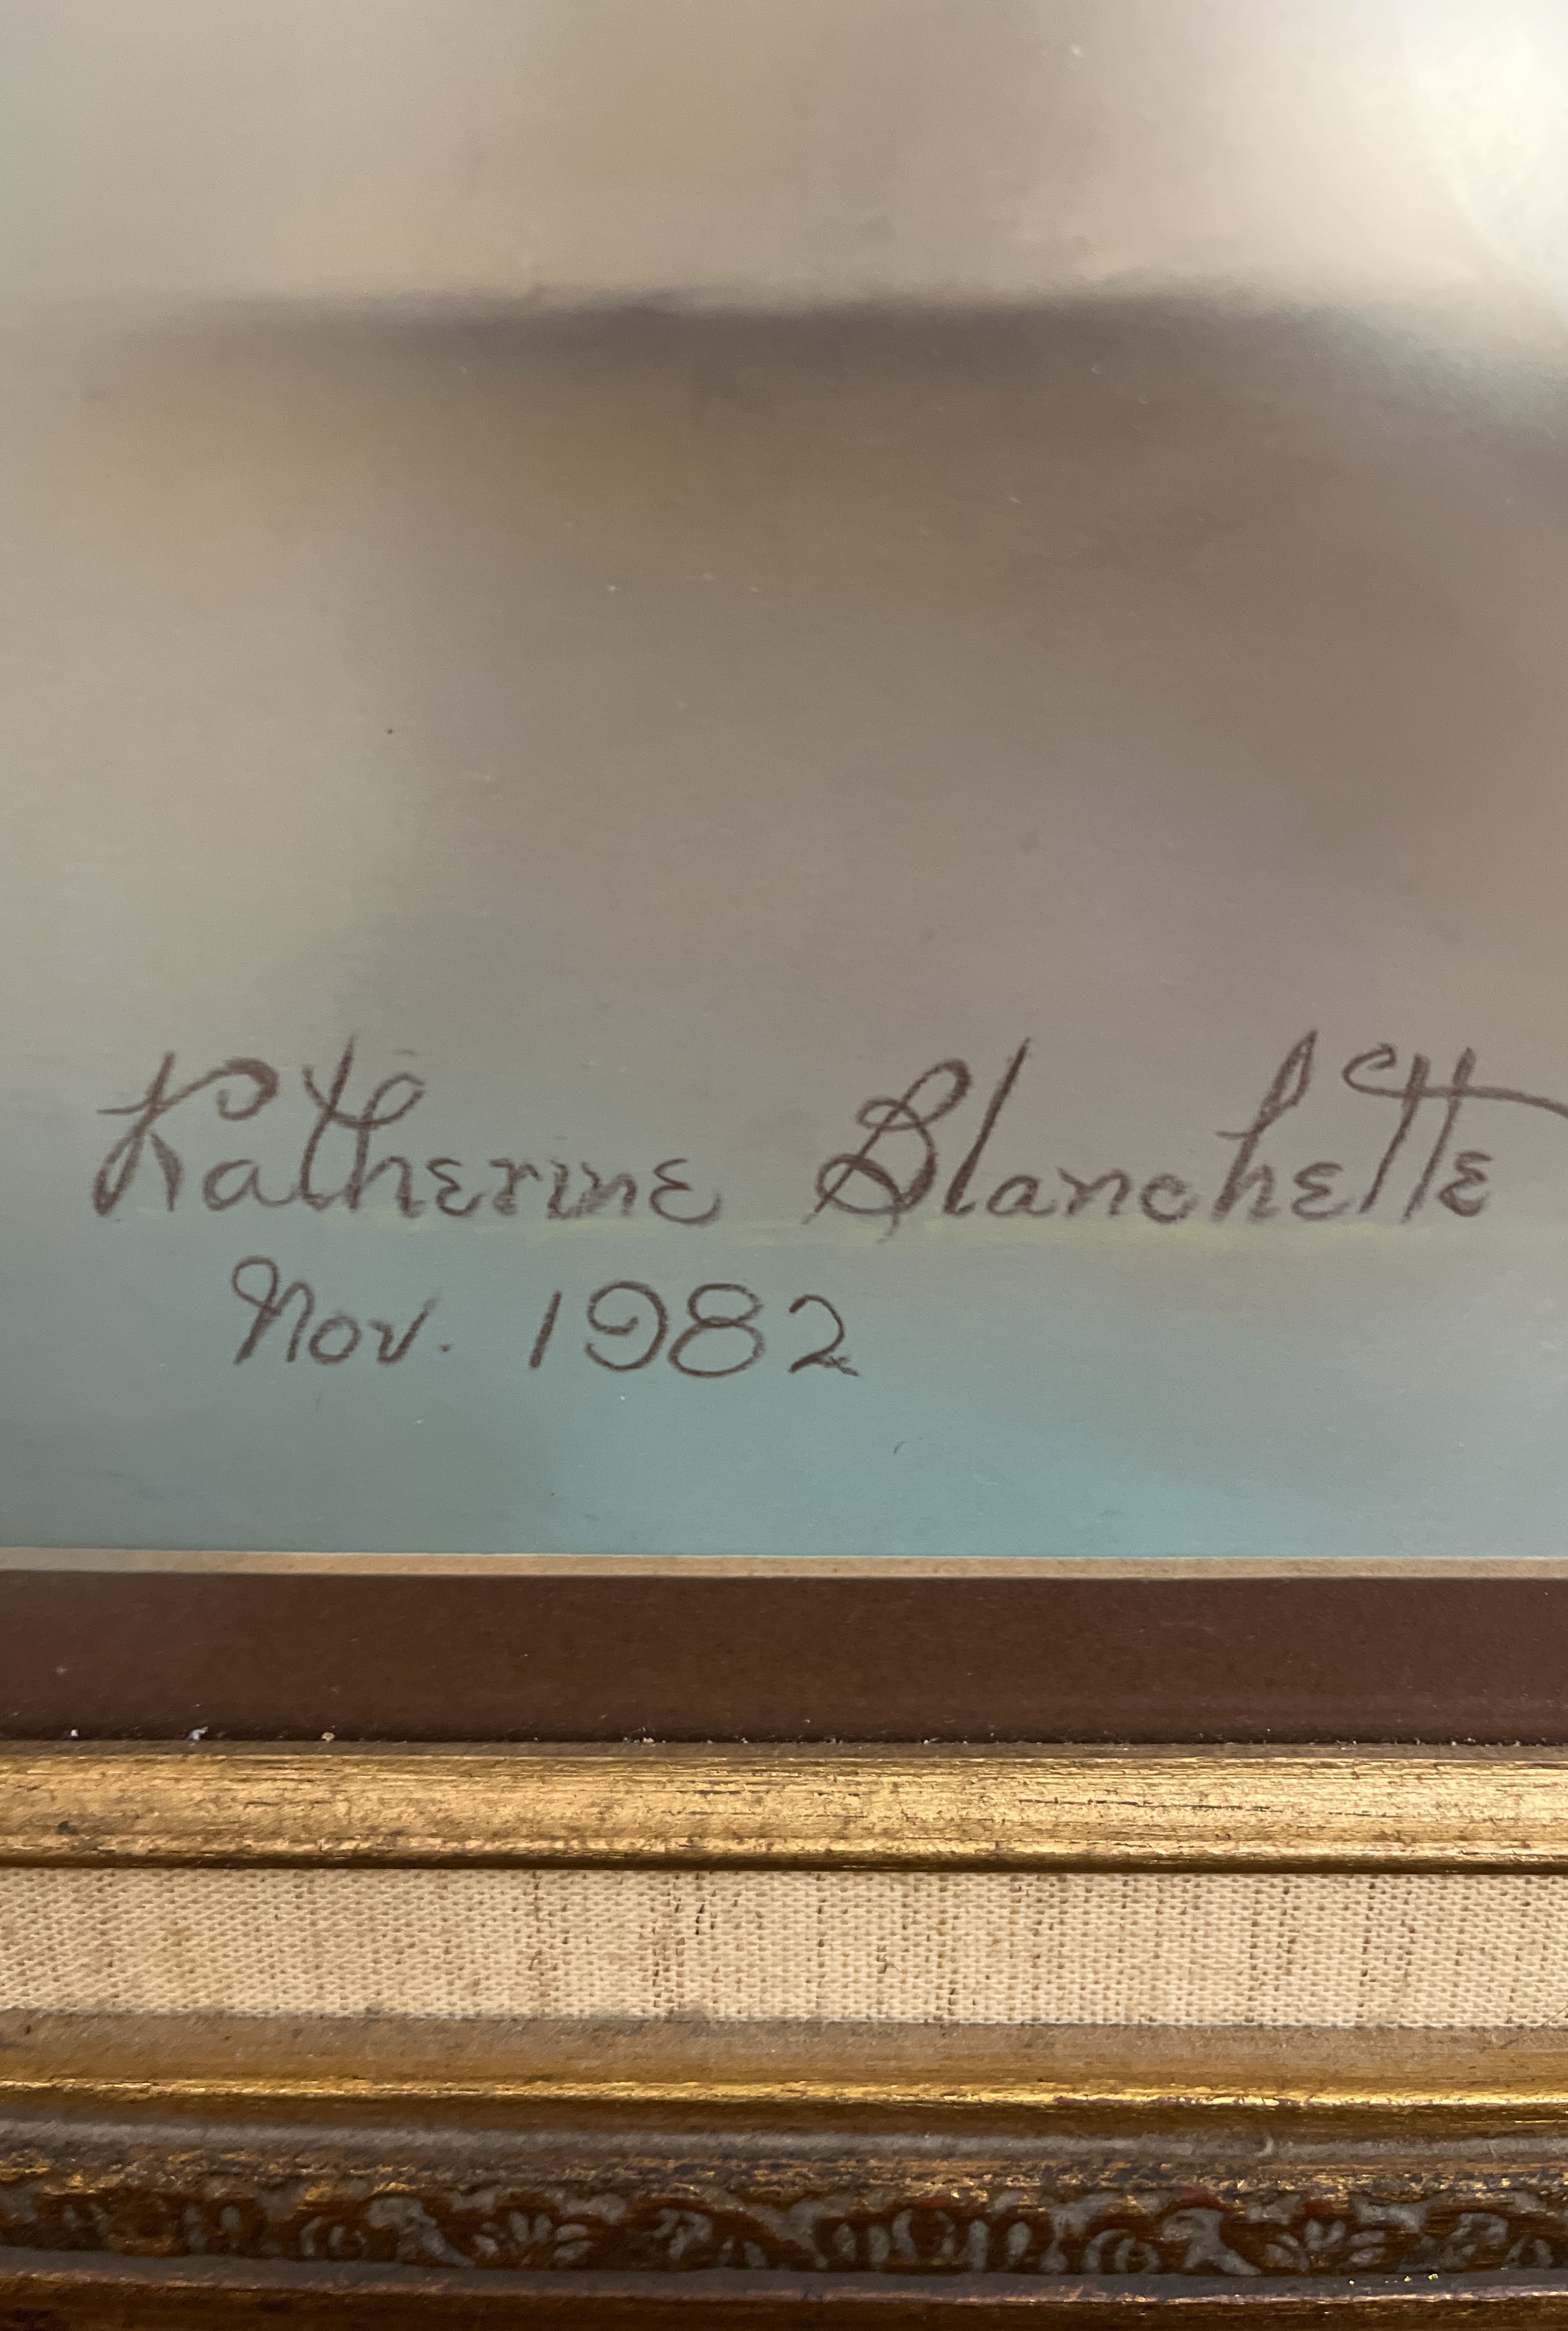 Katherine Blanchette
Nov. 1982